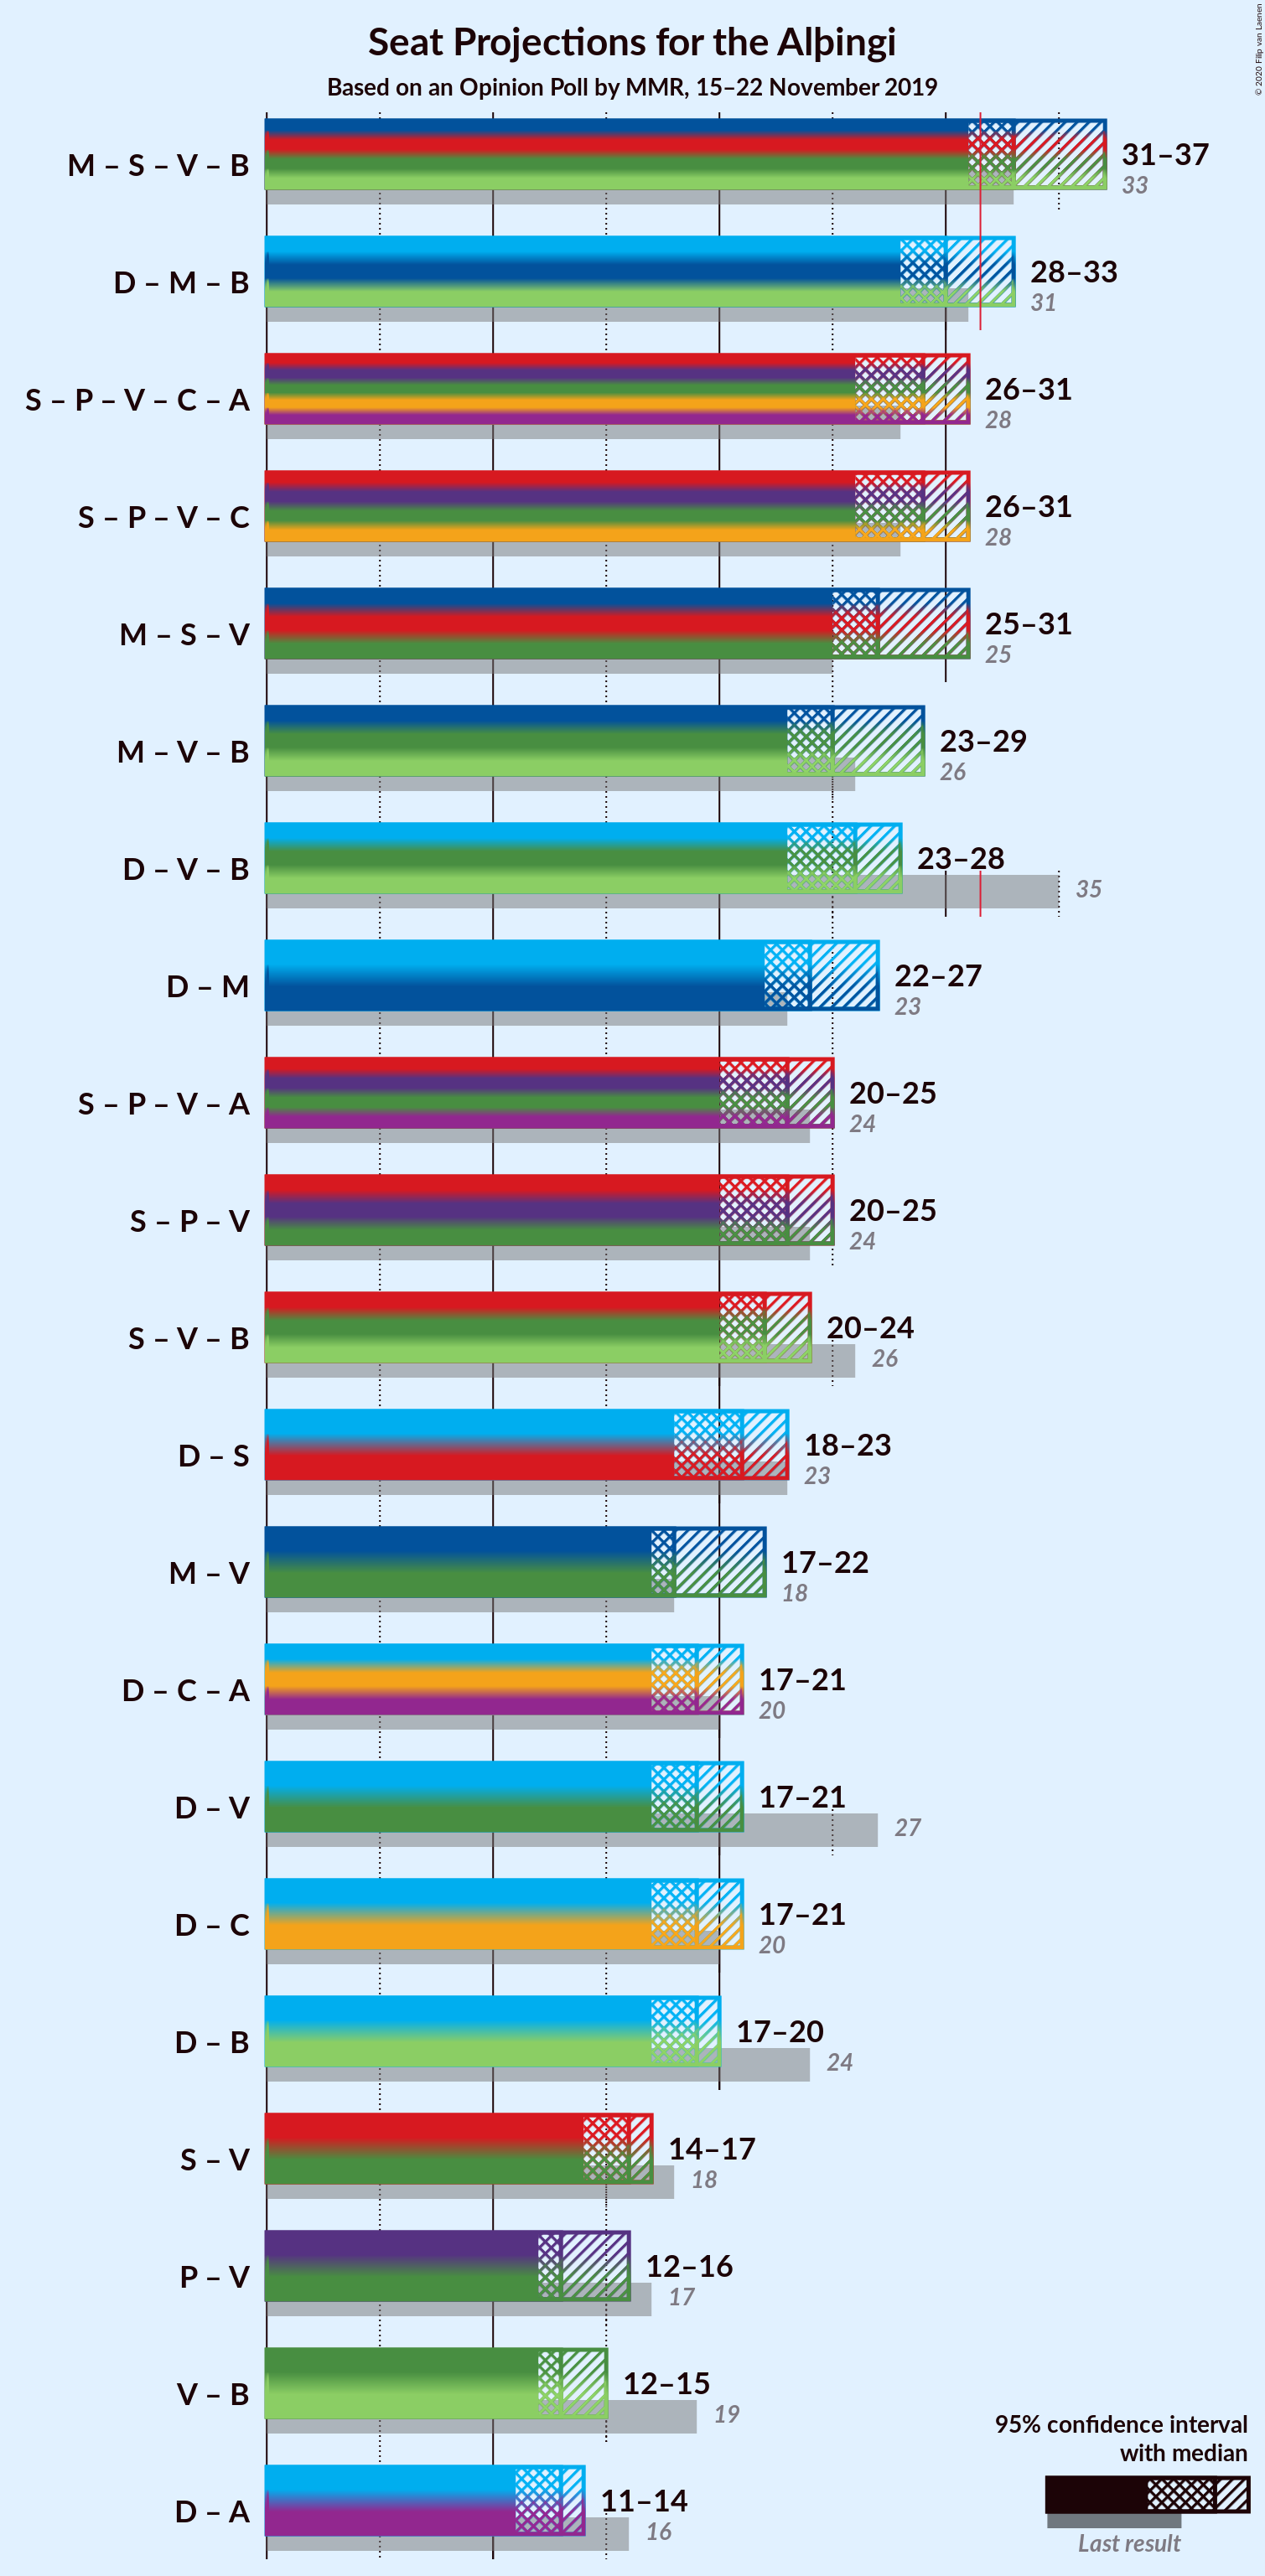 Seat Projections for the Alþingi
Based on an Opinion Poll by MMR, 15–22 November 2019
© 2020 Filip van Laenen
M – S – V – B
31–37
33
D – M – B
28–33
31
S – P – V – C – A
26–31
28
S – P – V – C
26–31
28
M – S – V
25–31
25
M – V – B
23–29
26
D – V – B
23–28
35
D – M
22–27
23
S – P – V – A
20–25
24
S – P – V
20–25
24
S – V – B
20–24
26
D – S
18–23
23
M – V
17–22
18
D – C – A
17–21
20
D – V
17–21
27
D – C
17–21
20
D – B
17–20
24
S – V
14–17
18
P – V
12–16
17
V – B
12–15
19
D – A
11–14
16
95% confidence interval
with median
Last result